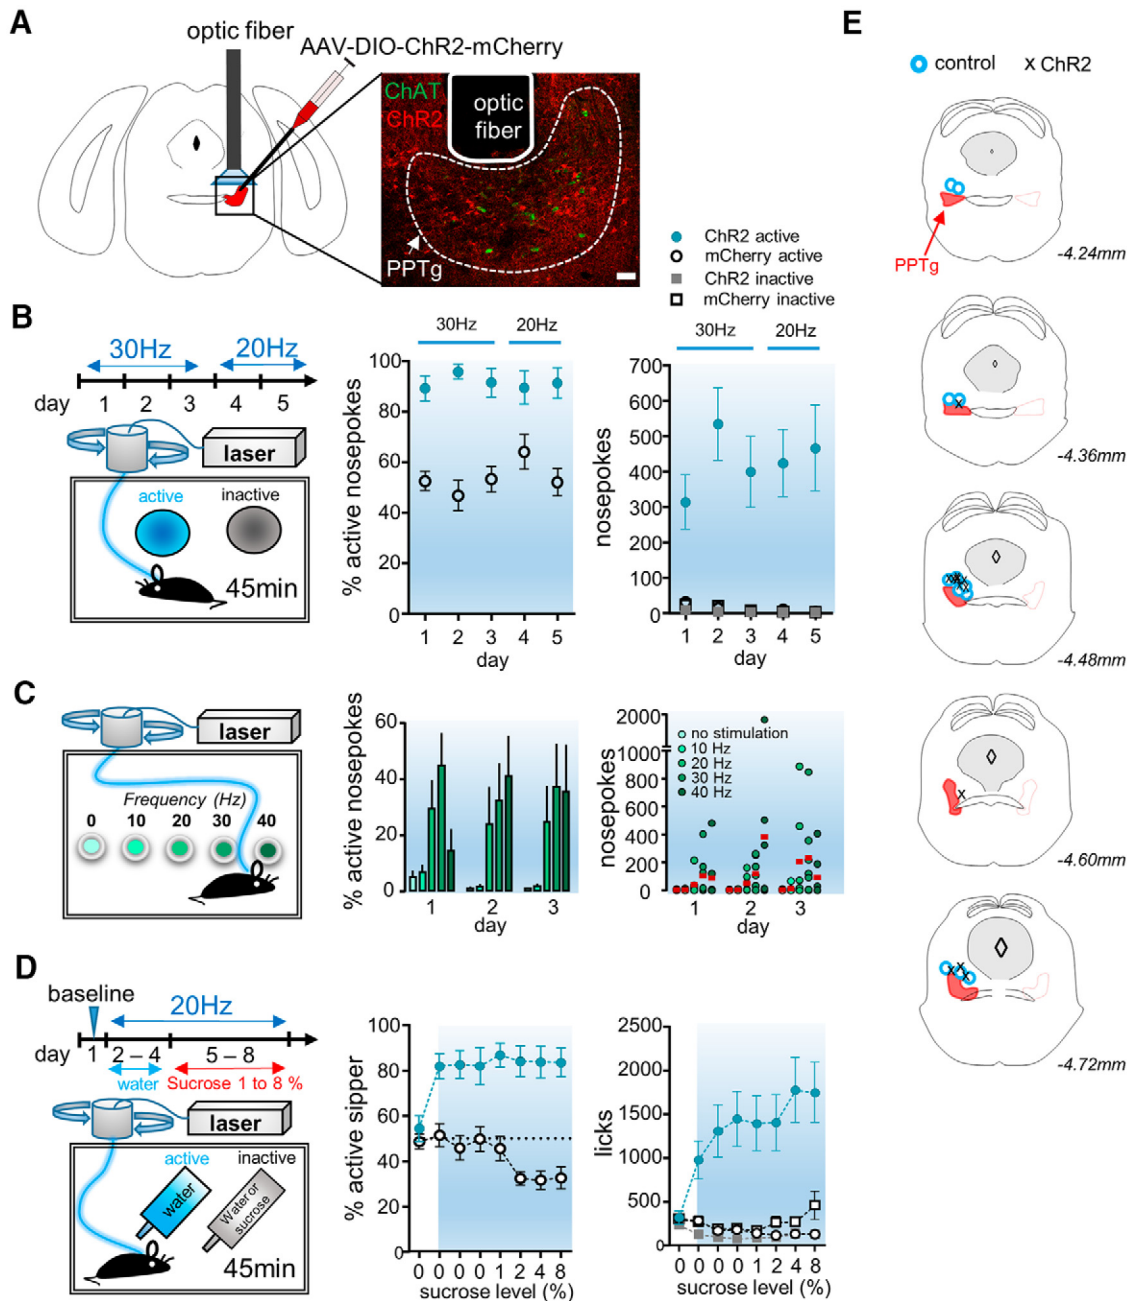 A
optic fiber
AAV-DIO-ChR2-mCherry
ChAT
ChR2
optic
fiber
PPTg
ChR2 active
mCherry active
ChR2 inactive
mCherry inactive
B
30Hz
20Hz
day
1
2
3
4
5
laser
active
inactive
45min
30Hz
20Hz
% active nosepokes
100
80
60
40
20
0
1
2
3
4
5
day
30Hz
20Hz
nosepokes
700
600
500
400
300
200
100
0
1
2
3
4
5
day
C
laser
Frequency (Hz)
0
10
20
30
40
% active nosepokes
60
40
20
0
1
2
3
day
nosepokes
2000
1000
1000
800
600
400
200
0
no stimulation
10 Hz
20 Hz
30 Hz
40 Hz
1
2
3
day
D
baseline
20Hz
day
1
2 – 4
5 – 8
water
Sucrose 1 to 8 %
laser
active
inactive
water
Water or
sucrose
45min
% active sipper
100
80
60
40
20
0
0 0 0 0 1 2 4 8
sucrose level (%)
licks
2500
2000
1500
1000
500
0
0 0 0 0 1 2 4 8
sucrose level (%)
E
control
x ChR2
PPTg
-4.24mm
-4.36mm
-4.48mm
-4.60mm
-4.72mm